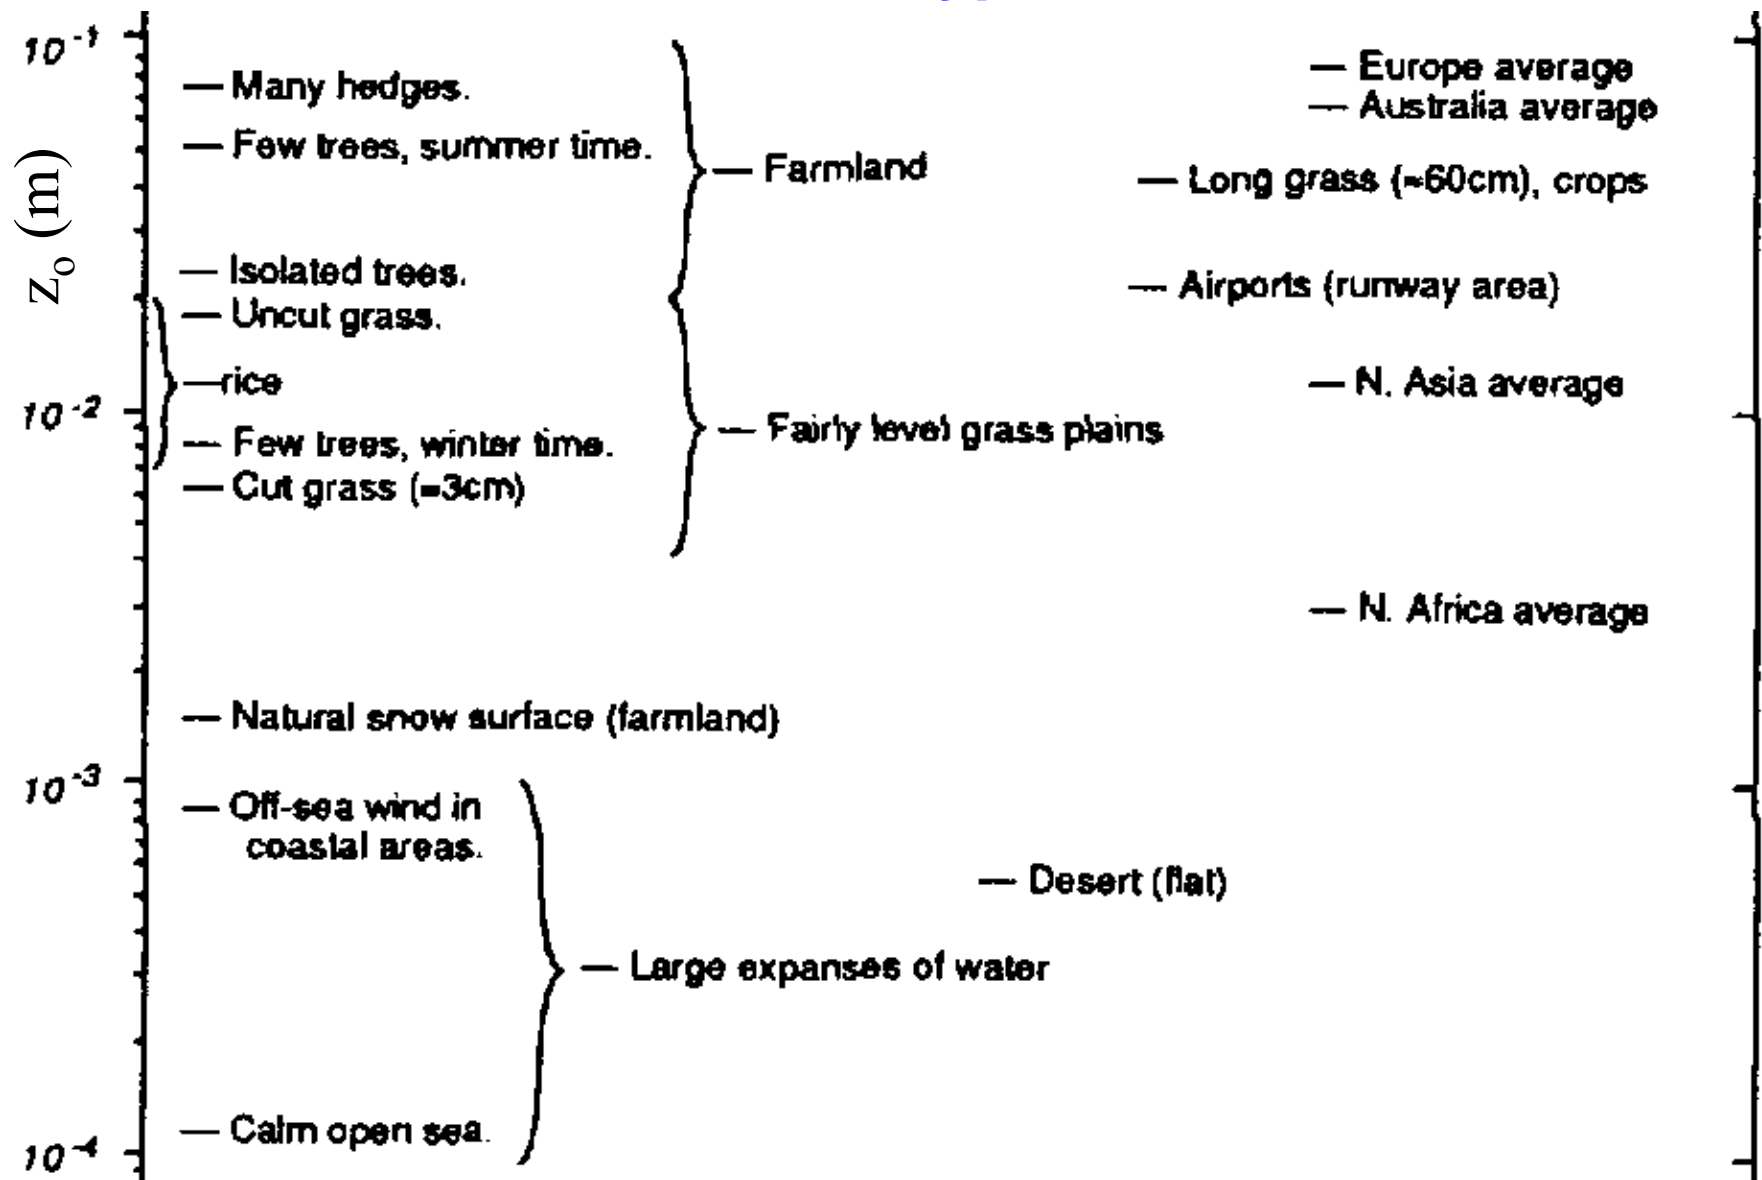 10⁻¹
Many hedges.
Few trees, summer time.
Isolated trees.
Uncut grass.
rice
10⁻²
Few trees, winter time.
Cut grass (≈3cm)
Natural snow surface (farmland)
10⁻³
Off-sea wind in
coastal areas.
Calm open sea.
10⁻⁴
z₀ (m)
Farmland
Fairly level grass plains
Large expanses of water
Desert (flat)
Long grass (≈60cm), crops
Airports (runway area)
Europe average
Australia average
N. Asia average
N. Africa average